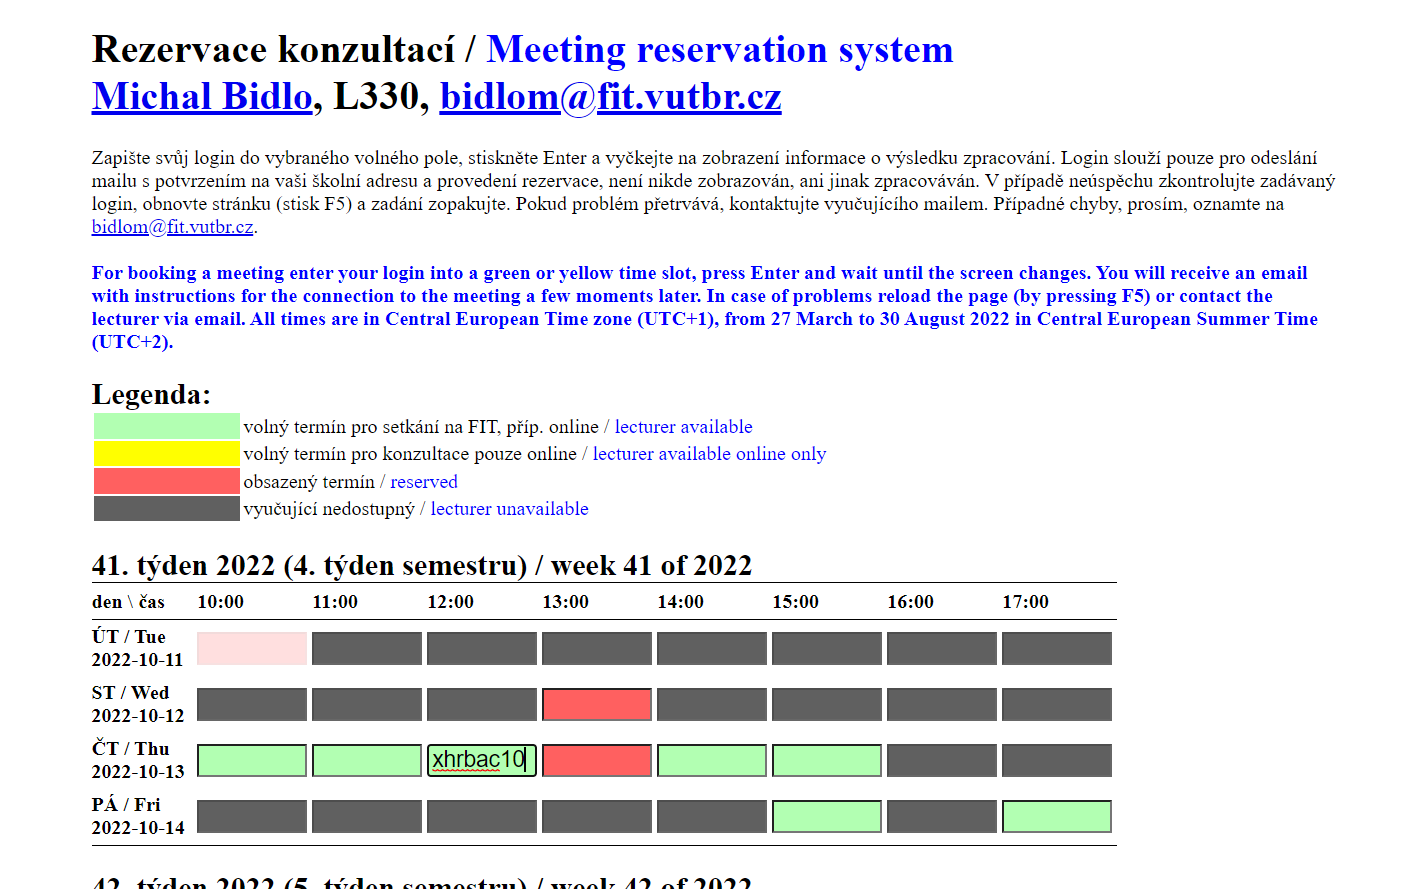 Rezervace konzultací / Meeting reservation system
Michal Bidlo, L330, bidlom@fit.vutbr.cz
Zapište svůj login do vybraného volného pole, stiskněte Enter a vyčkejte na zobrazení informace o výsledku zpracování. Login slouží pouze pro odeslání
mailu s potvrzením na vaši školní adresu a provedení rezervace, není nikde zobrazován, ani jinak zpracováván. V případě neúspěchu zkontrolujte zadávaný
login, obnovte stránku (stisk F5) a zadání zopakujte. Pokud problém přetrvává, kontaktujte vyučujícího mailem. Případné chyby, prosím, oznamte na
bidlom@fit.vutbr.cz.
For booking a meeting enter your login into a green or yellow time slot, press Enter and wait until the screen changes. You will receive an email
with instructions for the connection to the meeting a few moments later. In case of problems reload the page (by pressing F5) or contact the
lecturer via email. All times are in Central European Time zone (UTC+1), from 27 March to 30 August 2022 in Central European Summer Time
(UTC+2).
Legenda:
volný termín pro setkání na FIT, příp. online / lecturer available
volný termín pro konzultace pouze online / lecturer available online only
obsazený termín / reserved
vyučující nedostupný / lecturer unavailable
41. týden 2022 (4. týden semestru) / week 41 of 2022
den \ čas 10:00 11:00 12:00 13:00 14:00 15:00 16:00 17:00
ÚT / Tue
2022-10-11
ST / Wed
2022-10-12
ČT / Thu
2022-10-13
xhrbac10
PÁ / Fri
2022-10-14
42. týden 2022 (5. týden semestru) / week 42 of 2022